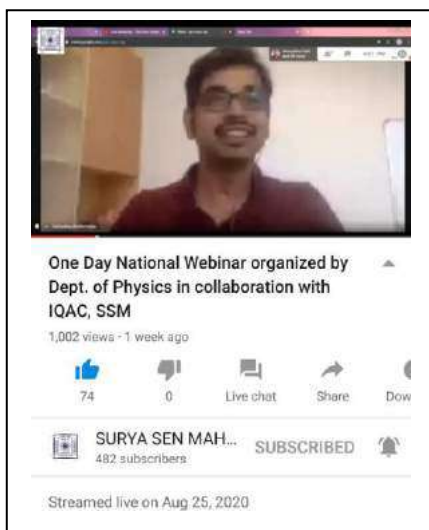 One Day National Webinar organized by
Dept. of Physics in collaboration with
IQAC, SSM
1,002 views · 1 week ago
74
0
Live chat
Share
Dow
SURYA SEN MAH...
482 subscribers
SUBSCRIBED
Streamed live on Aug 25, 2020